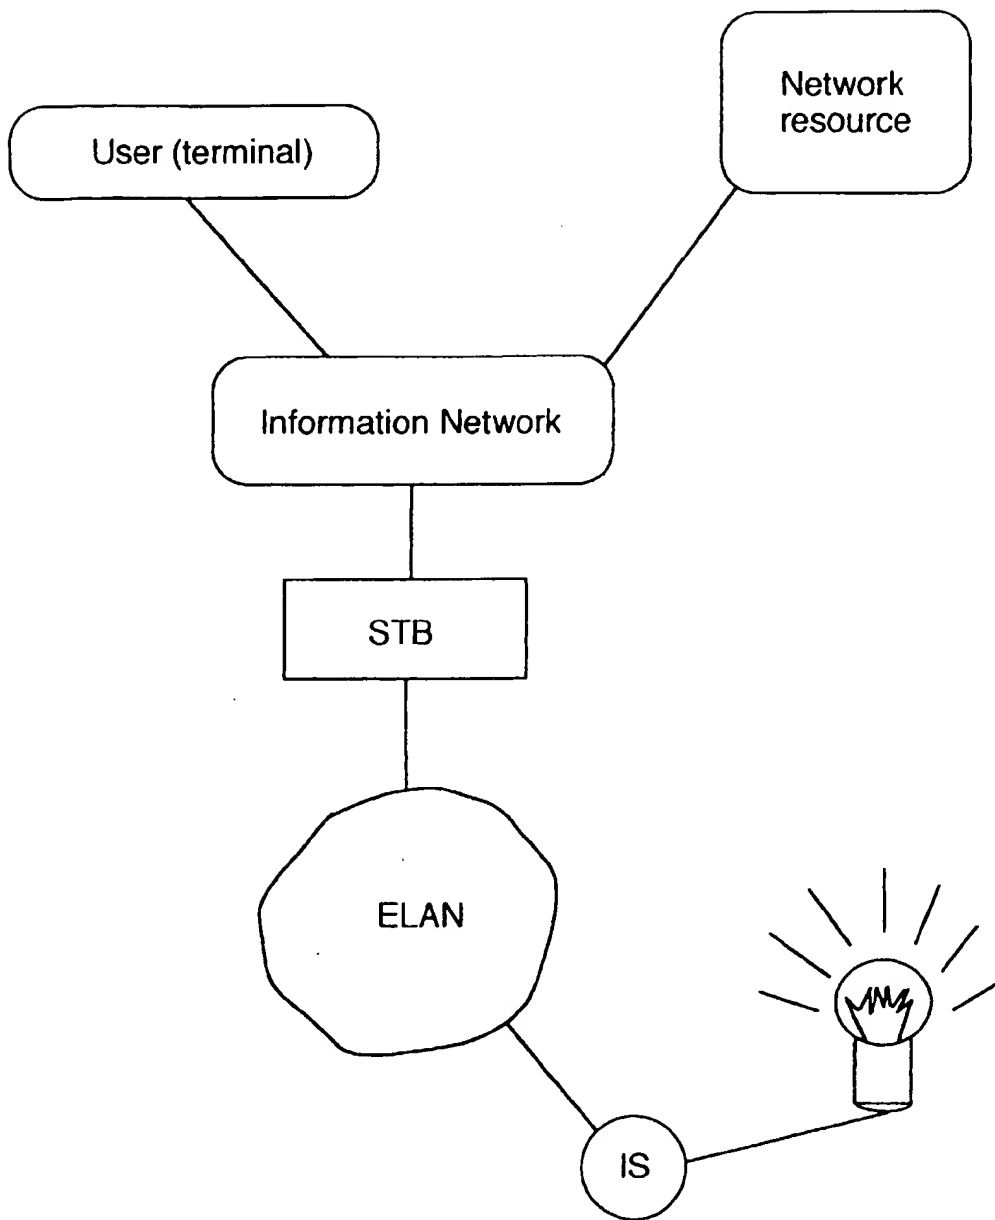 Network
resource
User (terminal)
Information Network
STB
ELAN
IS